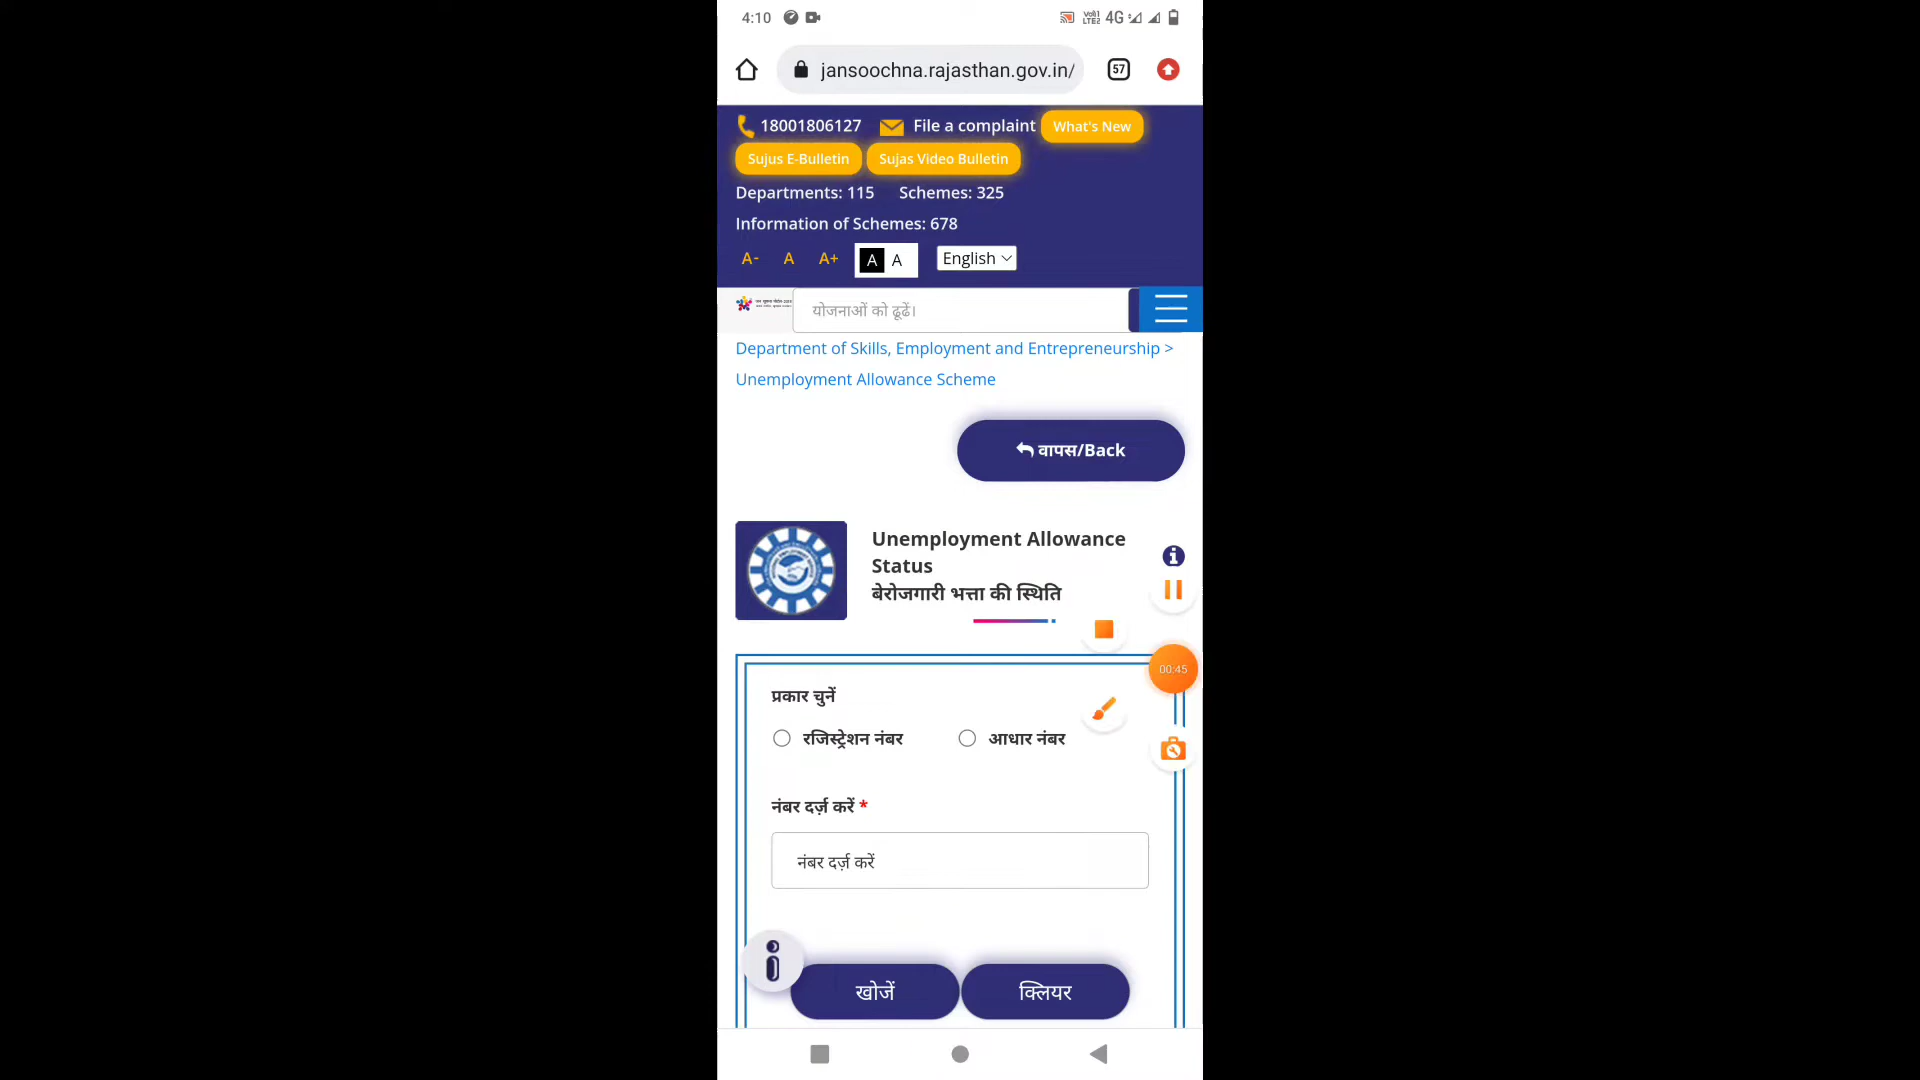 4:10
Vo)) LTE2 4G
jansoochna.rajasthan.gov.in/
57
18001806127 File a complaint What's New
Sujus E-Bulletin Sujas Video Bulletin
Departments: 115 Schemes: 325
Information of Schemes: 678
A- A A+ A A English
योजनाओं को ढूढें।
Department of Skills, Employment and Entrepreneurship >
Unemployment Allowance Scheme
वापस/Back
Unemployment Allowance
Status
बेरोजगारी भत्ता की स्थिति
00:45
प्रकार चुनें
रजिस्ट्रेशन नंबर आधार नंबर
नंबर दर्ज़ करें *
नंबर दर्ज़ करें
खोजें क्लियर